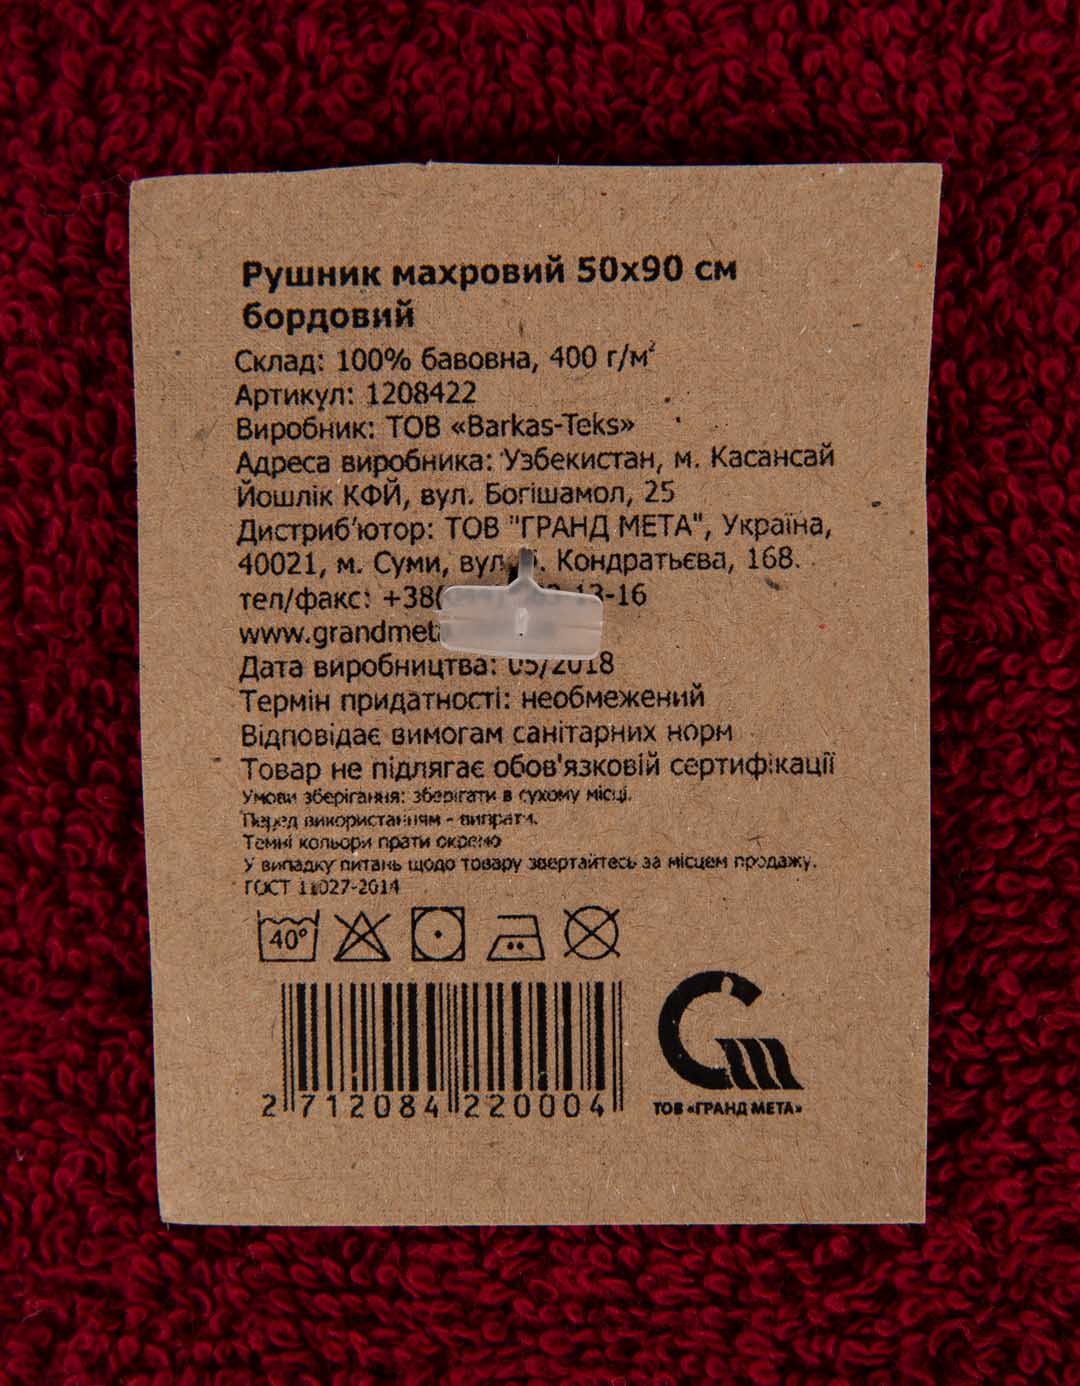 Рушник махровий 50х90 см
бордовий
Склад: 100% бавовна, 400 г/м²
Артикул: 1208422
Виробник: ТОВ «Barkas-Teks»
Адреса виробника: Узбекистан, м. Касансай
Йошлік КФЙ, вул. Богішамол, 25
Дистриб'ютор: ТОВ "ГРАНД МЕТА", Україна,
40021, м. Суми, Кондратьєва, 168.
тел/факс: +38( 13-16
Дата виробництва: 05/2018
Термін придатності: необмежений
Відповідає вимогам санітарних норм
Товар не підлягає обов'язковій сертифікації
Умови зберігання: зберігати в сухому місці.
Перед використанням - випрати.
Темні кольори прати окремо
У випадку питань щодо товару звертайтесь за місцем продажу.
ГОСТ 11027-2014
40°
2 712084 220004
ТОВ «ГРАНД МЕТА»